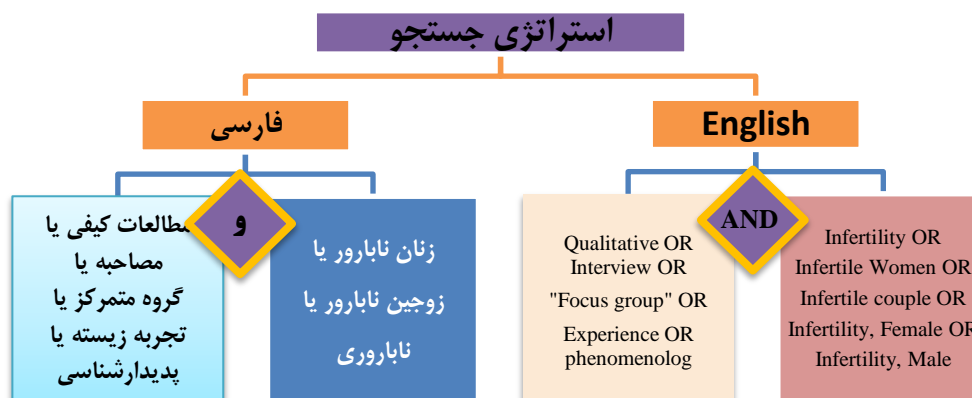 استراتژی جستجو
فارسی
English
مطالعات کیفی یا
مصاحبه یا
گروه متمرکز یا
تجربه زیسته یا
پدیدارشناسی
و
زنان نابارور یا
زوجین نابارور یا
ناباروری
Qualitative OR
Interview OR
"Focus group" OR
Experience OR
phenomenolog
AND
Infertility OR
Infertile Women OR
Infertile couple OR
Infertility, Female OR
Infertility, Male